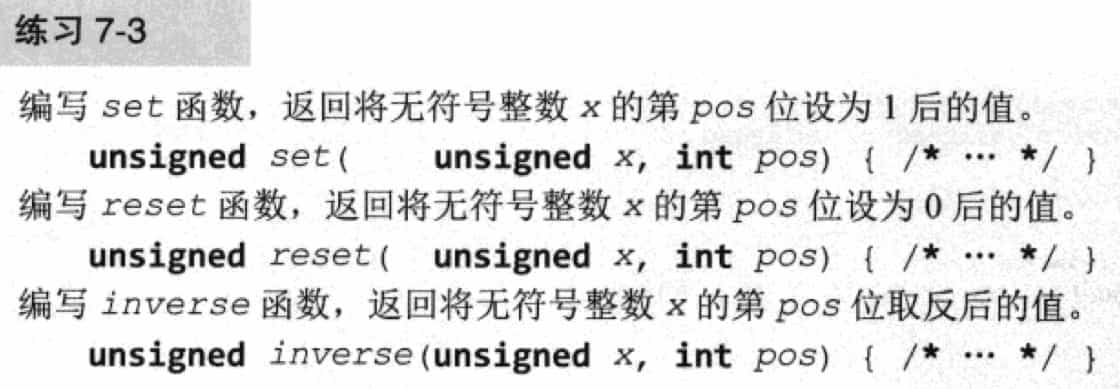 练习 7-3
编写 set 函数，返回将无符号整数 x 的第 pos 位设为 1 后的值。
unsigned set( unsigned x, int pos) { /* … */ }
编写 reset 函数，返回将无符号整数 x 的第 pos 位设为 0 后的值。
unsigned reset( unsigned x, int pos) { /* … */ }
编写 inverse 函数，返回将无符号整数 x 的第 pos 位取反后的值。
unsigned inverse(unsigned x, int pos) { /* … */ }